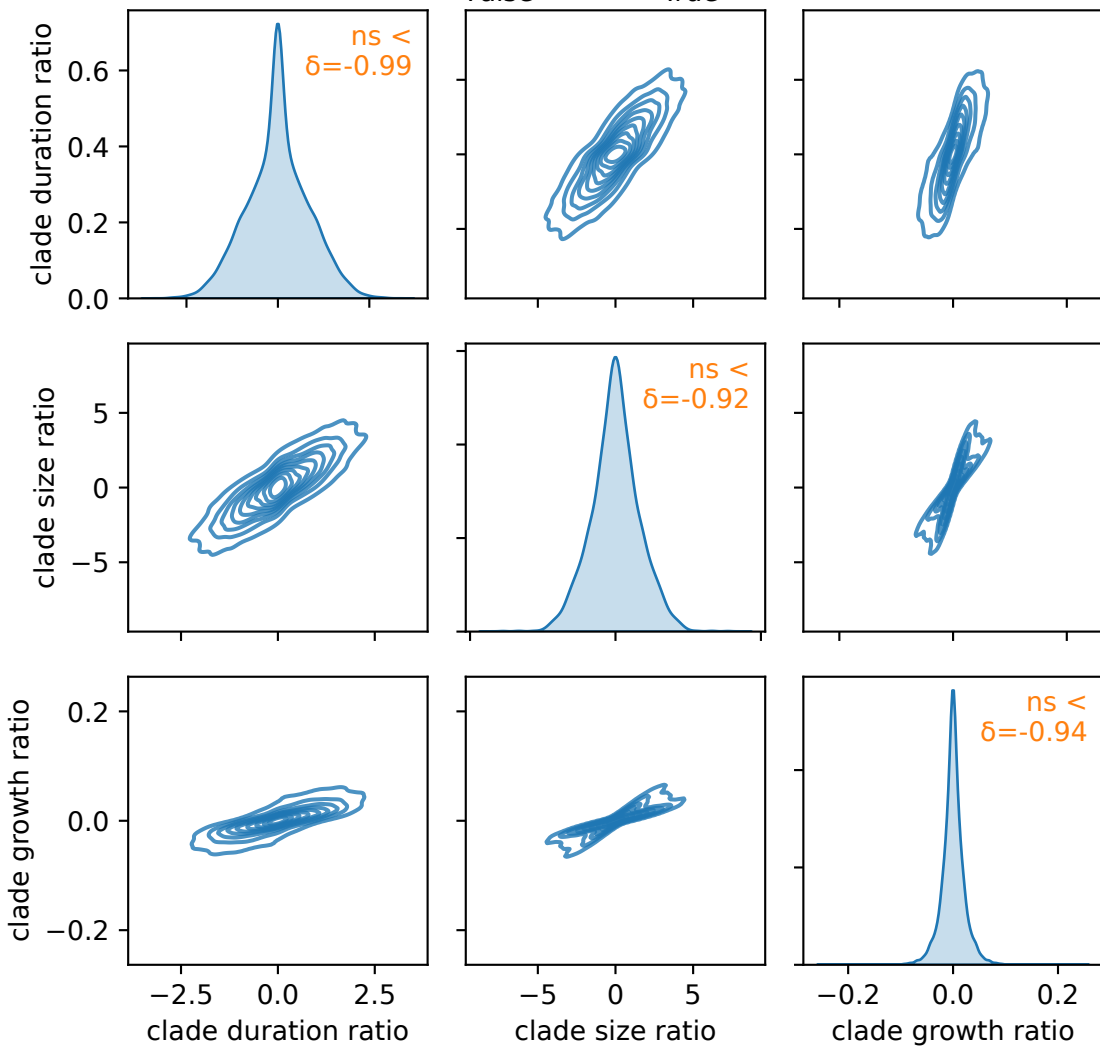 clade duration ratio
0.6
0.4
0.2
0.0
ns <
δ=-0.99
clade size ratio
5
0
−5
ns <
δ=-0.92
clade growth ratio
0.2
0.0
−0.2
ns <
δ=-0.94
−2.5 0.0 2.5
clade duration ratio
−5 0 5
clade size ratio
−0.2 0.0 0.2
clade growth ratio